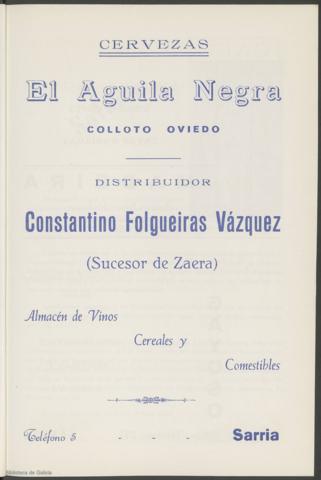 CERVEZAS
El Aguila Negra
COLLOTO OVIEDO
DISTRIBUIDOR
Constantino Folgueiras Vázquez
(Sucesor de Zaera)
Almacén de Vinos
Cereales y
Comestibles
Teléfono 5 - - - Sarria
Biblioteca de Galicia